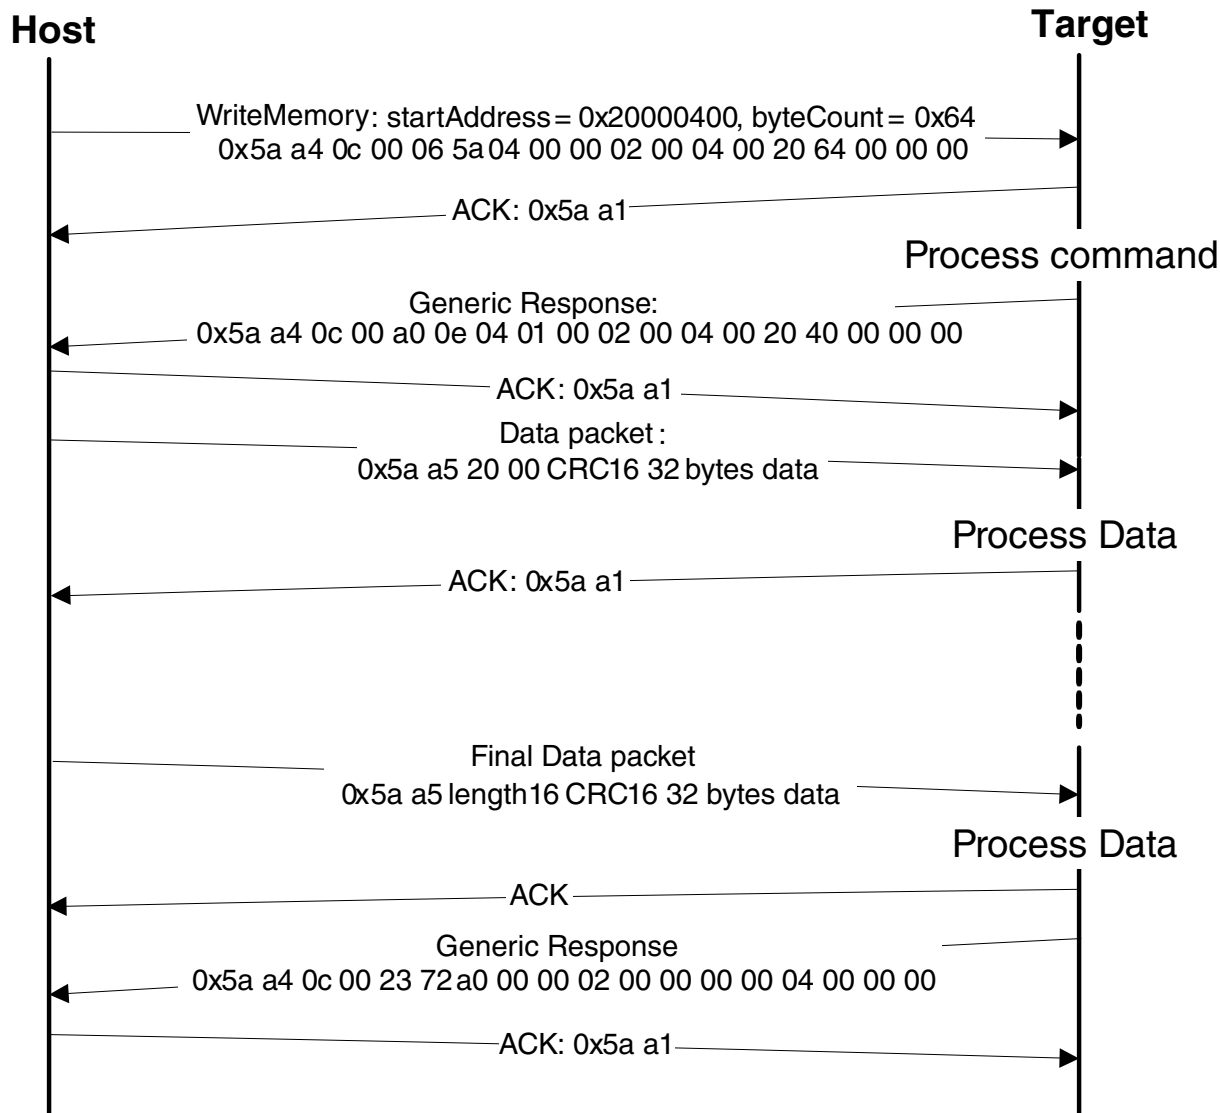 Host
Target
WriteMemory: startAddress = 0x20000400, byteCount = 0x64
0x5a a4 0c 00 06 5a 04 00 00 02 00 04 00 20 64 00 00 00
ACK: 0x5a a1
Process command
Generic Response:
0x5a a4 0c 00 a0 0e 04 01 00 02 00 04 00 20 40 00 00 00
ACK: 0x5a a1
Data packet:
0x5a a5 20 00 CRC16 32 bytes data
Process Data
ACK: 0x5a a1
Final Data packet
0x5a a5 length16 CRC16 32 bytes data
Process Data
ACK
Generic Response
0x5a a4 0c 00 23 72 a0 00 00 02 00 00 00 00 04 00 00 00
ACK: 0x5a a1